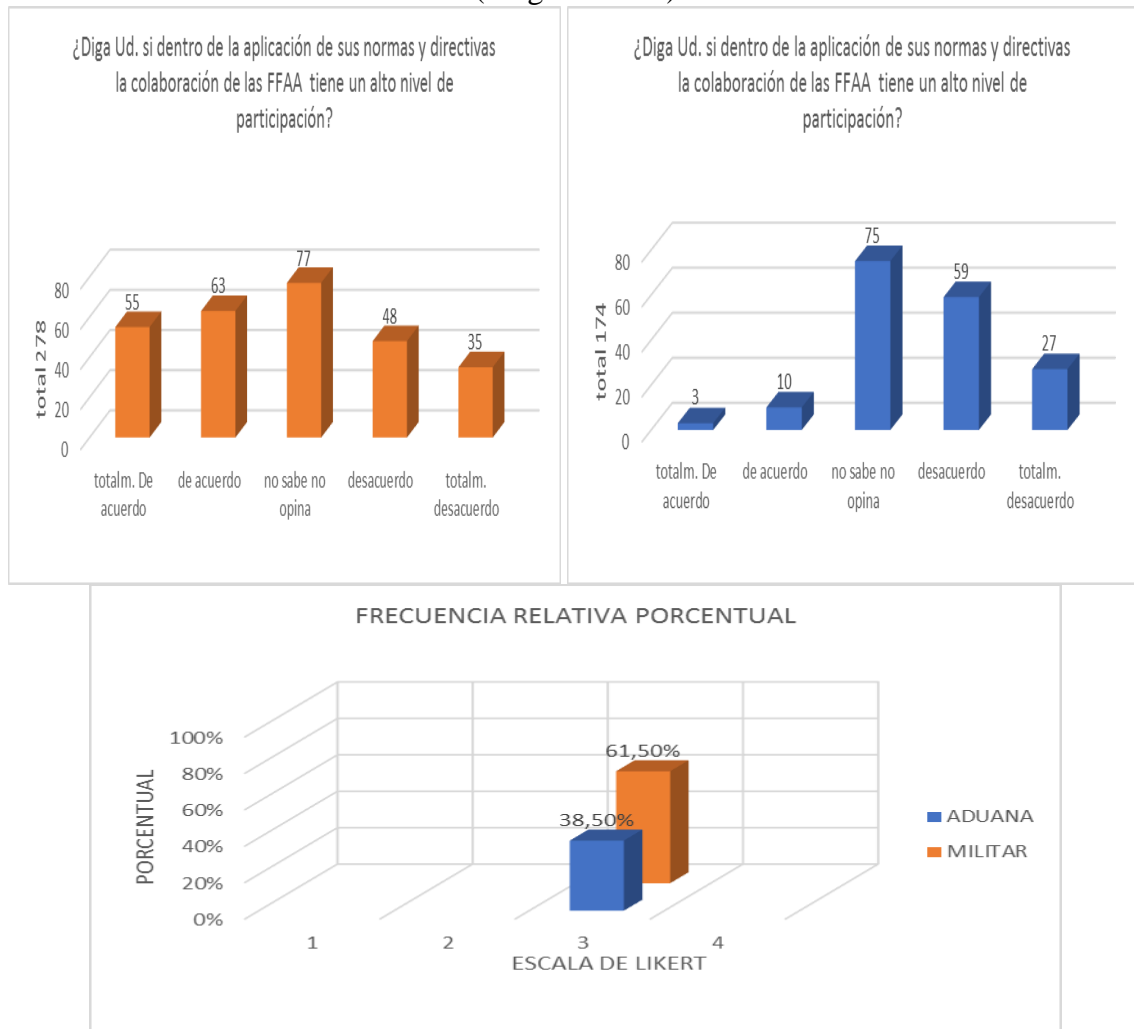 ¿Diga Ud. si dentro de la aplicación de sus normas y directivas
la colaboración de las FFAA tiene un alto nivel de
participación?
total 278
80
60
40
20
0
55
63
77
48
35
totalm. De
acuerdo
de acuerdo
no sabe no
opina
desacuerdo
totalm.
desacuerdo
¿Diga Ud. si dentro de la aplicación de sus normas y directivas
la colaboración de las FFAA tiene un alto nivel de
participación?
total 174
80
60
40
20
0
3
10
75
59
27
totalm. De
acuerdo
de acuerdo
no sabe no
opina
desacuerdo
totalm.
desacuerdo
FRECUENCIA RELATIVA PORCENTUAL
PORCENTUAL
100%
80%
60%
40%
20%
0%
61,50%
38,50%
1
2
3
4
ESCALA DE LIKERT
ADUANA
MILITAR